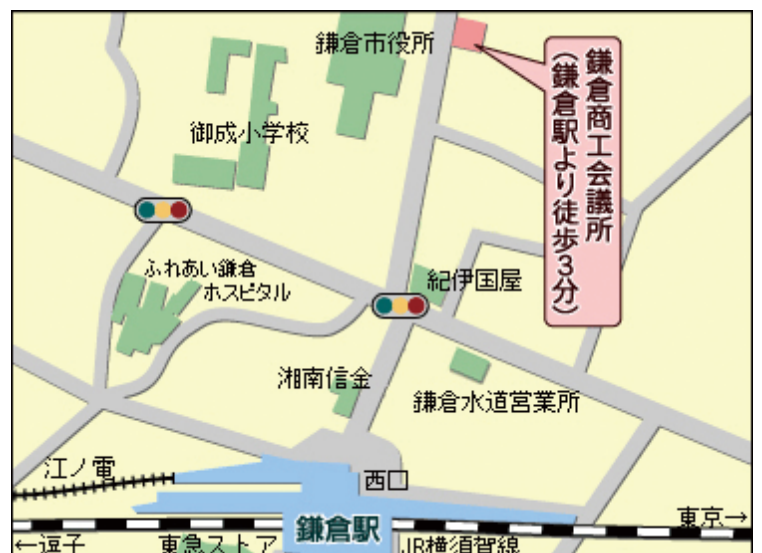 鎌倉市役所
鎌倉商工会議所
（鎌倉駅より徒歩3分）
御成小学校
ふれあい鎌倉
ホスピタル
紀伊国屋
湘南信金
鎌倉水道営業所
江ノ電
西口
東京→
鎌倉駅
←逗子
東急ストア
JR横須賀線